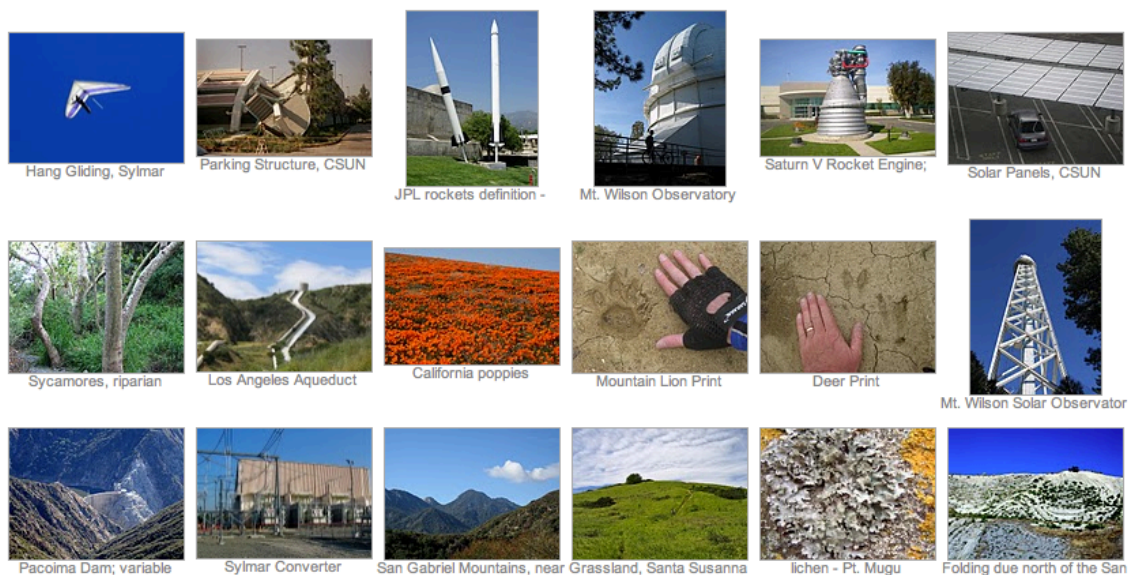 Hang Gliding, Sylmar
Parking Structure, CSUN
JPL rockets definition -
Mt. Wilson Observatory
Saturn V Rocket Engine;
Solar Panels, CSUN
Sycamores, riparian
Los Angeles Aqueduct
California poppies
Mountain Lion Print
Deer Print
Mt. Wilson Solar Observator
Pacoima Dam; variable
Sylmar Converter
San Gabriel Mountains, near
Grassland, Santa Susanna
lichen - Pt. Mugu
Folding due north of the San